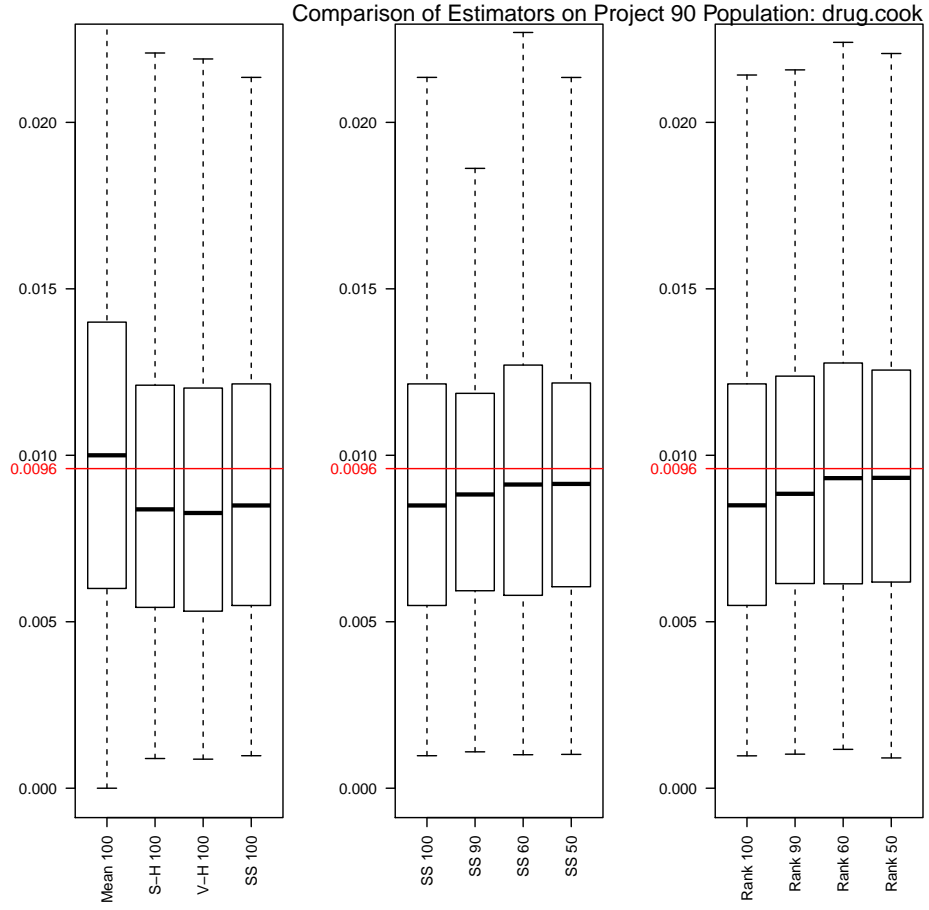 Comparison of Estimators on Project 90 Population: drug.cook
0.020
0.015
0.010
0.0096
0.005
0.000
Mean 100
S−H 100
V−H 100
SS 100
0.020
0.015
0.010
0.0096
0.005
0.000
SS 100
SS 90
SS 60
SS 50
0.020
0.015
0.010
0.0096
0.005
0.000
Rank 100
Rank 90
Rank 60
Rank 50